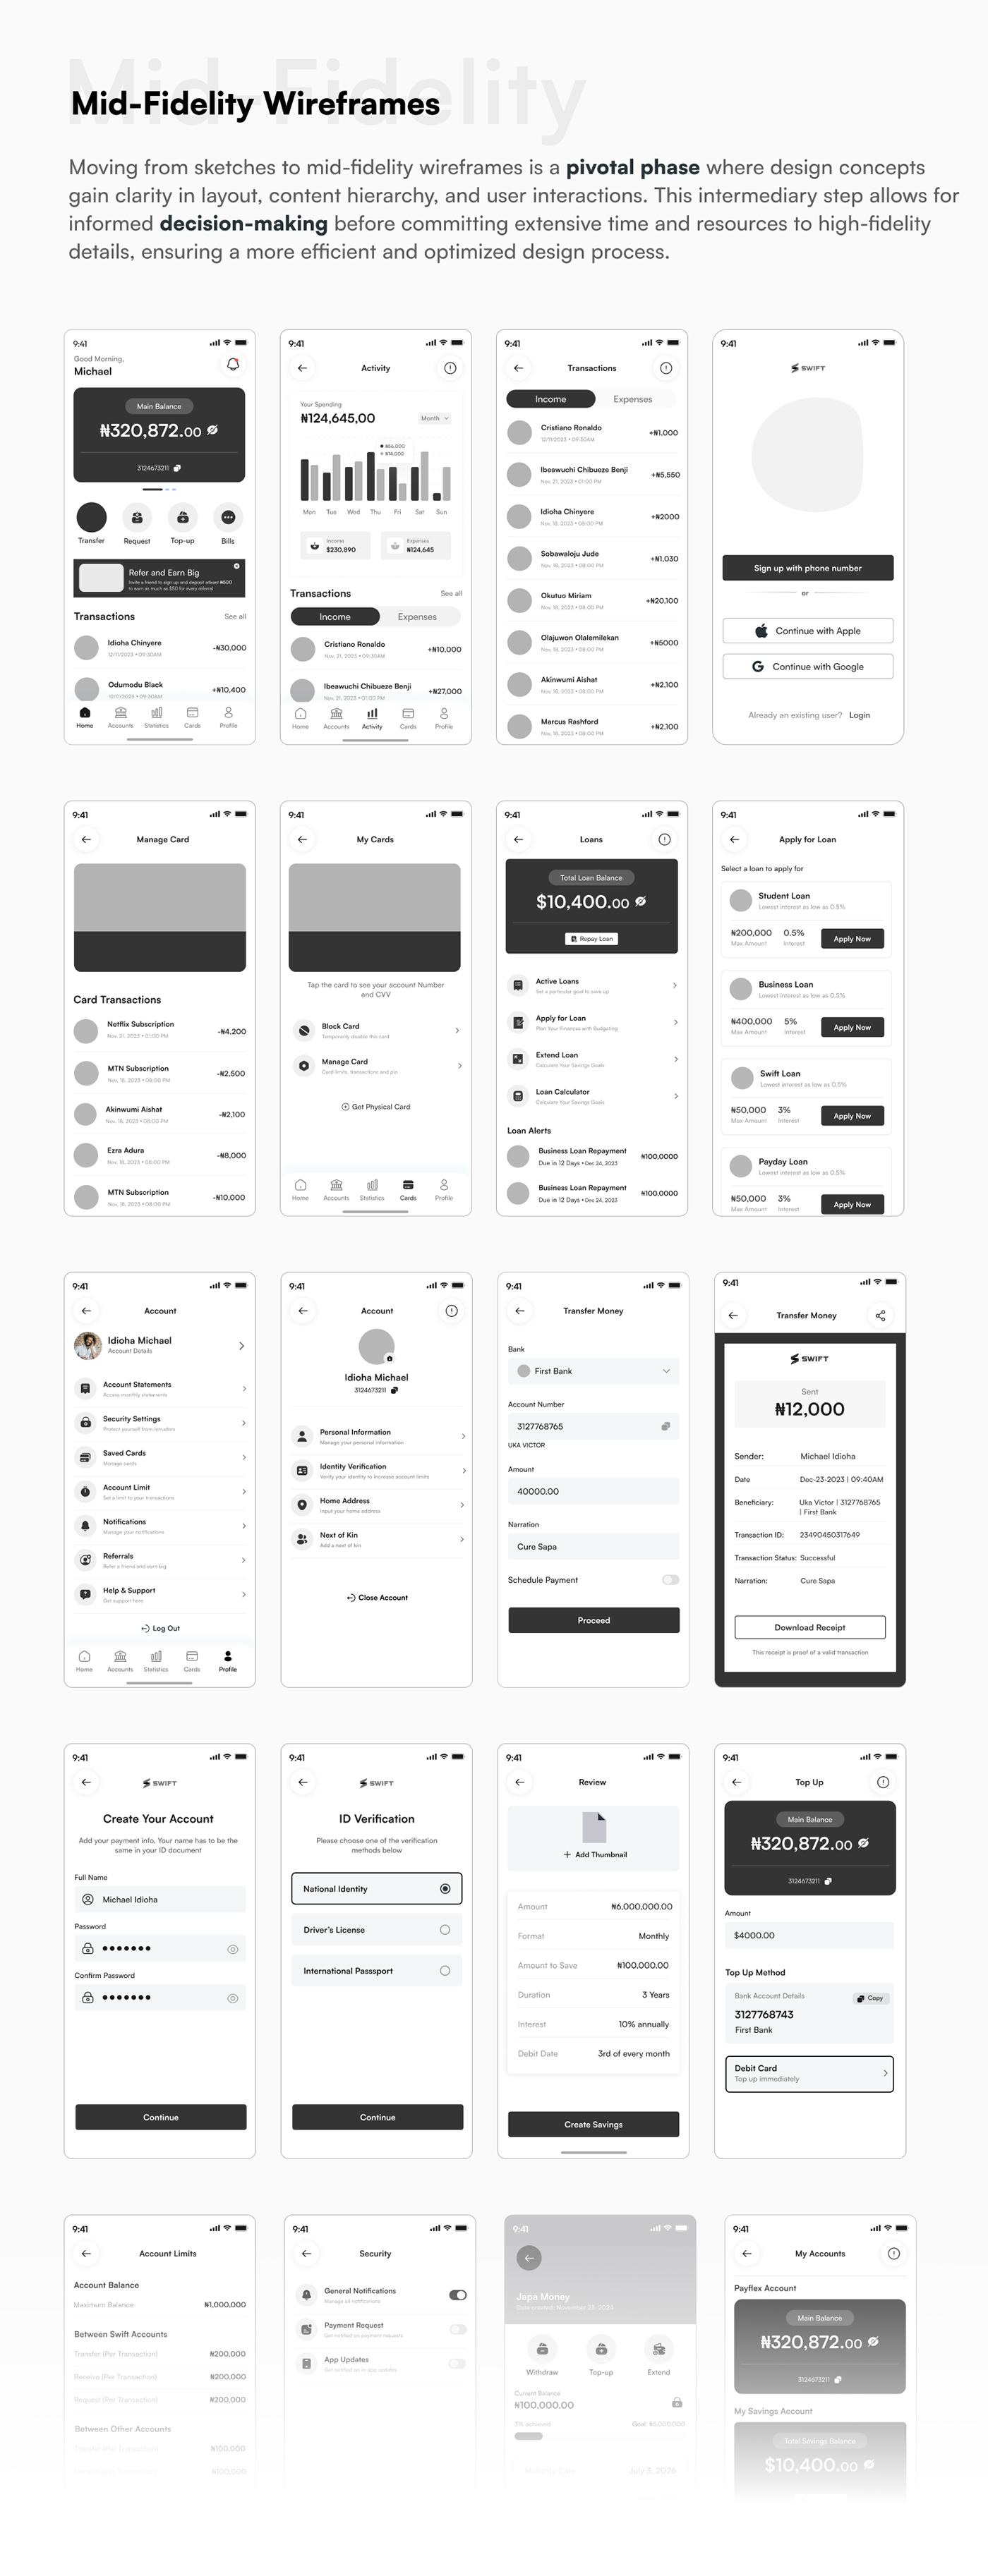 Mid-Fidelity
Mid-Fidelity Wireframes
Moving from sketches to mid-fidelity wireframes is a pivotal phase where design concepts
gain clarity in layout, content hierarchy, and user interactions. This intermediary step allows for
informed decision-making before committing extensive time and resources to high-fidelity
details, ensuring a more efficient and optimized design process.
9:41
Good Morning,
Michael
Main Balance
₦320,872.00
3124673211
Transfer Request Top-up Bills
Refer and Earn Big
Invite a friend to sign up and deposit atleast ₦500
to earn as much as $50 for every referral
Transactions See all
Idioha Chinyere
12/11/2023 • 09:30AM
-₦30,000
Odumodu Black
12/11/2023 • 09:30AM
+₦10,400
Home Accounts Statistics Cards Profile
9:41
Activity
Your Spending
₦124,645,00
Month
₦56,000
₦14,000
Mon Tue Wed Thu Fri Sat Sun
Income
$230,890
Expenses
₦124,645
Transactions See all
Income Expenses
Cristiano Ronaldo
Nov. 21, 2023 • 09:30AM
+₦10,000
Ibeawuchi Chibueze Benji
Nov. 21, 2023 • 01:00 PM
+₦27,000
Home Accounts Activity Cards Profile
9:41
Transactions
Income Expenses
Cristiano Ronaldo
12/11/2023 • 09:30AM
+₦1,000
Ibeawuchi Chibueze Benji
Nov. 21, 2023 • 01:00 PM
+₦5,550
Idioha Chinyere
Nov. 18, 2023 • 08:00 PM
+₦2000
Sobawaloju Jude
Nov. 18, 2023 • 08:00 PM
+₦1,030
Okutuo Miriam
Nov. 18, 2023 • 08:00 PM
+₦20,100
Olajuwon Olalemilekan
Nov. 18, 2023 • 08:00 PM
+₦5000
Akinwumi Aishat
Nov. 18, 2023 • 08:00 PM
+₦2,100
Marcus Rashford
Nov. 18, 2023 • 08:00 PM
+₦2,100
9:41
SWIFT
Sign up with phone number
or
Continue with Apple
Continue with Google
Already an existing user? Login
9:41
Manage Card
Card Transactions
Netflix Subscription
Nov. 21, 2023 • 01:00 PM
-₦4,200
MTN Subscription
Nov. 18, 2023 • 08:00 PM
-₦2,500
Akinwumi Aishat
Nov. 18, 2023 • 08:00 PM
-₦2,100
Ezra Adura
Nov. 18, 2023 • 08:00 PM
-₦8,000
MTN Subscription
Nov. 18, 2023 • 08:00 PM
-₦10,000
9:41
My Cards
Tap the card to see your account Number
and CVV
Block Card
Temporarily disable this card
Manage Card
Card limits, transactions and pin
Get Physical Card
Home Accounts Statistics Cards Profile
9:41
Loans
Total Loan Balance
$10,400.00
Repay Loan
Active Loans
Set a particular goal to save up
Apply for Loan
Plan Your Finances with Budgeting
Extend Loan
Calculate Your Savings Goals
Loan Calculator
Calculate Your Savings Goals
Loan Alerts
Business Loan Repayment
Due in 12 Days • Dec 24, 2023
₦100,0000
Business Loan Repayment
Due in 12 Days • Dec 24, 2023
₦100,0000
9:41
Apply for Loan
Select a loan to apply for
Student Loan
Lowest interest as low as 0.5%
₦200,000 0.5%
Max Amount Interest
Apply Now
Business Loan
Lowest interest as low as 0.5%
₦400,000 5%
Max Amount Interest
Apply Now
Swift Loan
Lowest interest as low as 0.5%
₦50,000 3%
Max Amount Interest
Apply Now
Payday Loan
Lowest interest as low as 0.5%
₦50,000 3%
Max Amount Interest
Apply Now
9:41
Account
Idioha Michael
Account Details
Account Statements
Access monthly statements
Security Settings
Protect yourself from intruders
Saved Cards
Manage cards
Account Limit
Set a limit to your transactions
Notifications
Manage your notifications
Referrals
Refer a friend and earn big
Help & Support
Get support here
Log Out
Home Accounts Statistics Cards Profile
9:41
Account
Idioha Michael
3124673211
Personal Information
Manage your personal information
Identity Verification
Verify your identity to increase account limits
Home Address
Input your home address
Next of Kin
Add a next of kin
Close Account
9:41
Transfer Money
Bank
First Bank
Account Number
3127768765
UKA VICTOR
Amount
40000.00
Narration
Cure Sapa
Schedule Payment
Proceed
9:41
Transfer Money
SWIFT
Sent
₦12,000
Sender: Michael Idioha
Date Dec-23-2023 | 09:40AM
Beneficiary: Uka Victor | 3127768765
| First Bank
Transaction ID: 23490450317649
Transaction Status: Successful
Narration: Cure Sapa
Download Receipt
This receipt is proof of a valid transaction
9:41
SWIFT
Create Your Account
Add your payment info, Your name has to be the
same in your ID document
Full Name
Michael Idioha
Password
Confirm Password
Continue
9:41
SWIFT
ID Verification
Please choose one of the verification
methods below
National Identity
Driver's License
International Passsport
Continue
9:41
Review
Add Thumbnail
Amount ₦6,000,000.00
Format Monthly
Amount to Save ₦100,000.00
Duration 3 Years
Interest 10% annually
Debit Date 3rd of every month
Create Savings
9:41
Top Up
Main Balance
₦320,872.00
3124673211
Amount
$4000.00
Top Up Method
Bank Account Details
Copy
3127768743
First Bank
Debit Card
Top up immediately
9:41
Account Limits
Account Balance
Maximum Balance ₦1,000,000
Between Swift Accounts
Transfer (Per Transaction) ₦200,000
Receive (Per Transaction) ₦200,000
Request (Per Transaction) ₦200,000
Between Other Accounts
Transfer (Per Transaction) ₦100,000
₦100,000
9:41
Security
General Notifications
Manage all notifications
Payment Request
Get notified on payment requests
App Updates
Get notified on in-app updates
9:41
Japa Money
Date created: November 23, 2024
Withdraw Top-up Extend
Current Balance
₦100,000.00
5% achieved Goal: ₦5,000,000
July 3, 2026
9:41
My Accounts
Payflex Account
Main Balance
₦320,872.00
3124673211
My Savings Account
Total Savings Balance
$10,400.00